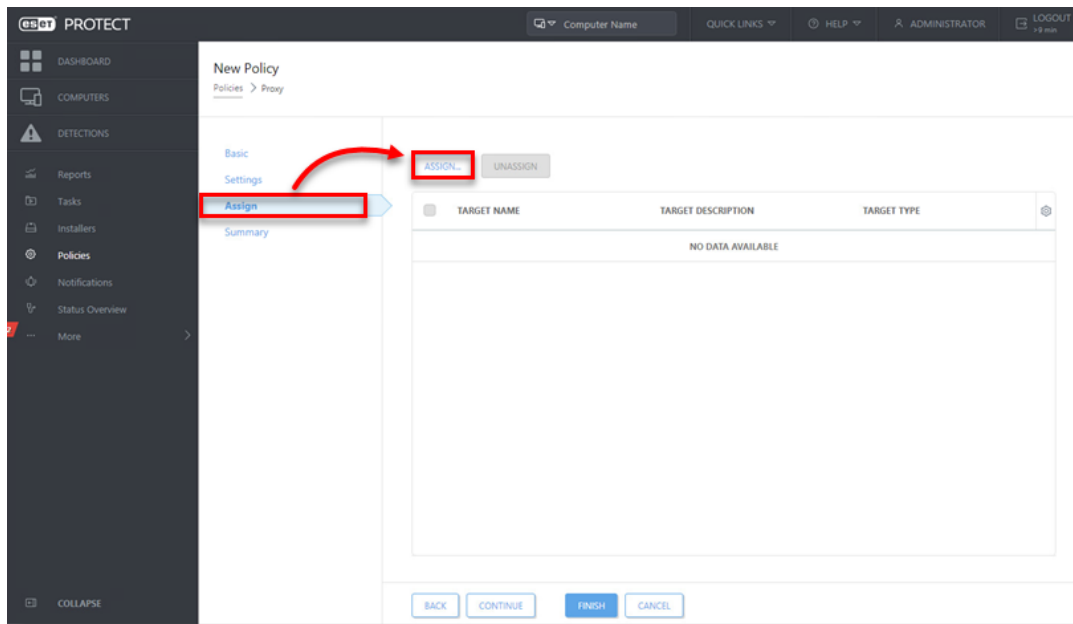 eset PROTECT
Computer Name
QUICK LINKS
HELP
ADMINISTRATOR
LOGOUT
>9 min
DASHBOARD
COMPUTERS
DETECTIONS
Reports
Tasks
Installers
Policies
Notifications
Status Overview
More
COLLAPSE
New Policy
Policies > Proxy
Basic
Settings
Assign
Summary
ASSIGN...
UNASSIGN
TARGET NAME TARGET DESCRIPTION TARGET TYPE
NO DATA AVAILABLE
BACK CONTINUE FINISH CANCEL